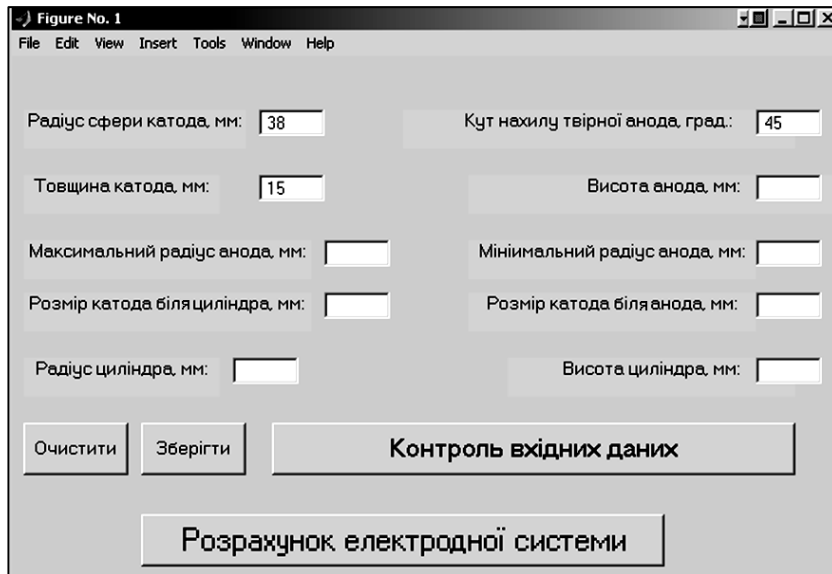 Figure No. 1
File Edit View Insert Tools Window Help
Радіус сфери катода, мм: 38 Кут нахилу твірної анода, град.: 45
Товщина катода, мм: 15 Висота анода, мм:
Максимальний радіус анода, мм: Мініимальний радіус анода, мм:
Розмір катода біля циліндра, мм: Розмір катода біля анода, мм:
Радіус циліндра, мм: Висота циліндра, мм:
Очистити Зберігти Контроль вхідних даних
Розрахунок електродної системи